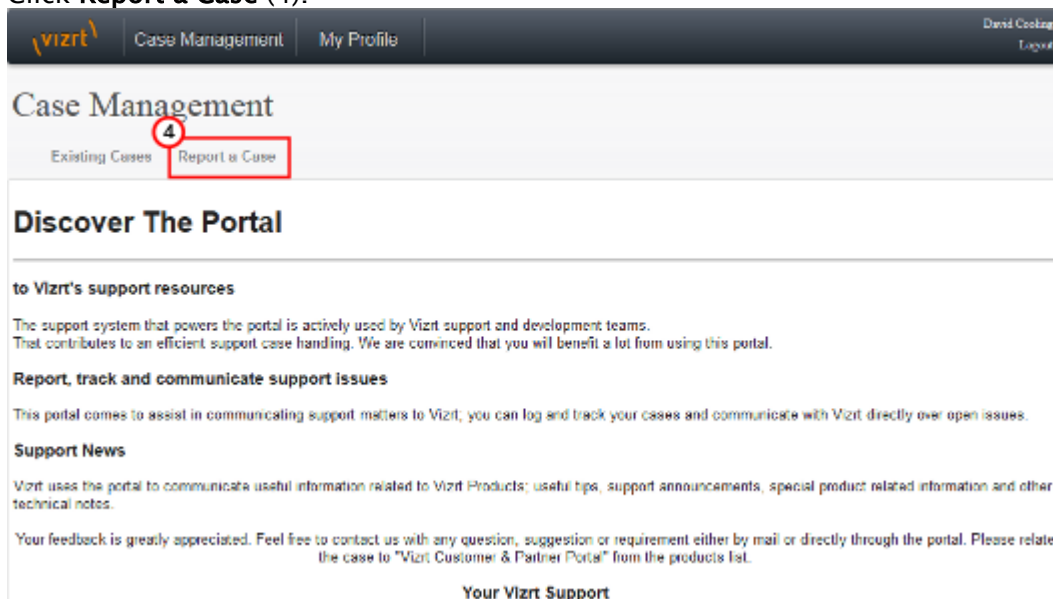 Click Report a Case (4).
vizrt Case Management My Profile
David Cooling
Logout
Case Management
4
Existing Cases Report a Case
Discover The Portal
to Vizrt's support resources
The support system that powers the portal is actively used by Vizrt support and development teams.
That contributes to an efficient support case handling. We are convinced that you will benefit a lot from using this portal.
Report, track and communicate support issues
This portal comes to assist in communicating support matters to Vizrt; you can log and track your cases and communicate with Vizrt directly over open issues.
Support News
Vizrt uses the portal to communicate useful information related to Vizrt Products; useful tips, support announcements, special product related information and other
technical notes.
Your feedback is greatly appreciated. Feel free to contact us with any question, suggestion or requirement either by mail or directly through the portal. Please relate
the case to "Vizrt Customer & Partner Portal" from the products list.
Your Vizrt Support